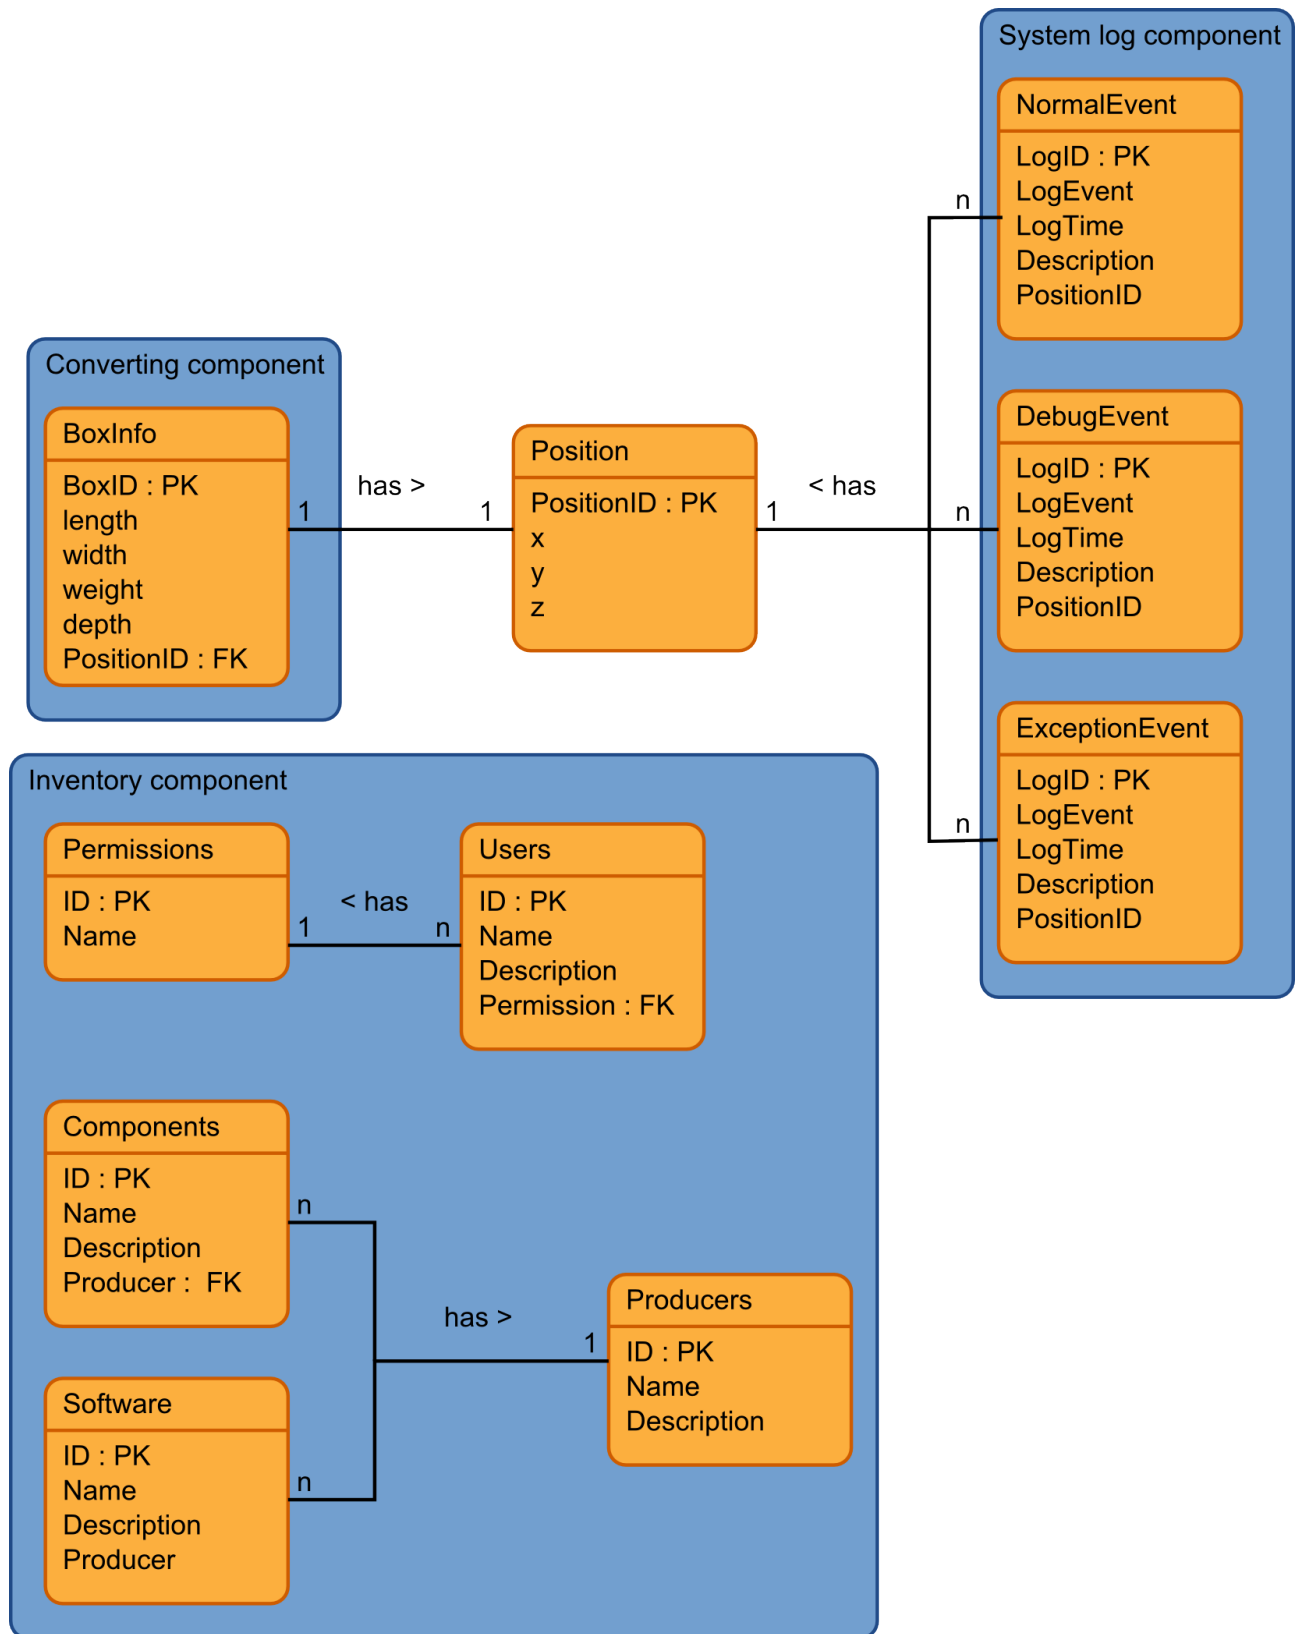 System log component
NormalEvent
LogID : PK
LogEvent
LogTime
Description
PositionID
n
DebugEvent
LogID : PK
LogEvent
LogTime
Description
PositionID
n
ExceptionEvent
LogID : PK
LogEvent
LogTime
Description
PositionID
n
Converting component
BoxInfo
BoxID : PK
length
width
weight
depth
PositionID : FK
1
has >
1
Position
PositionID : PK
x
y
z
1
< has
Inventory component
Permissions
ID : PK
Name
1
< has
n
Users
ID : PK
Name
Description
Permission : FK
Components
ID : PK
Name
Description
Producer :  FK
n
has >
1
Producers
ID : PK
Name
Description
Software
ID : PK
Name
Description
Producer
n